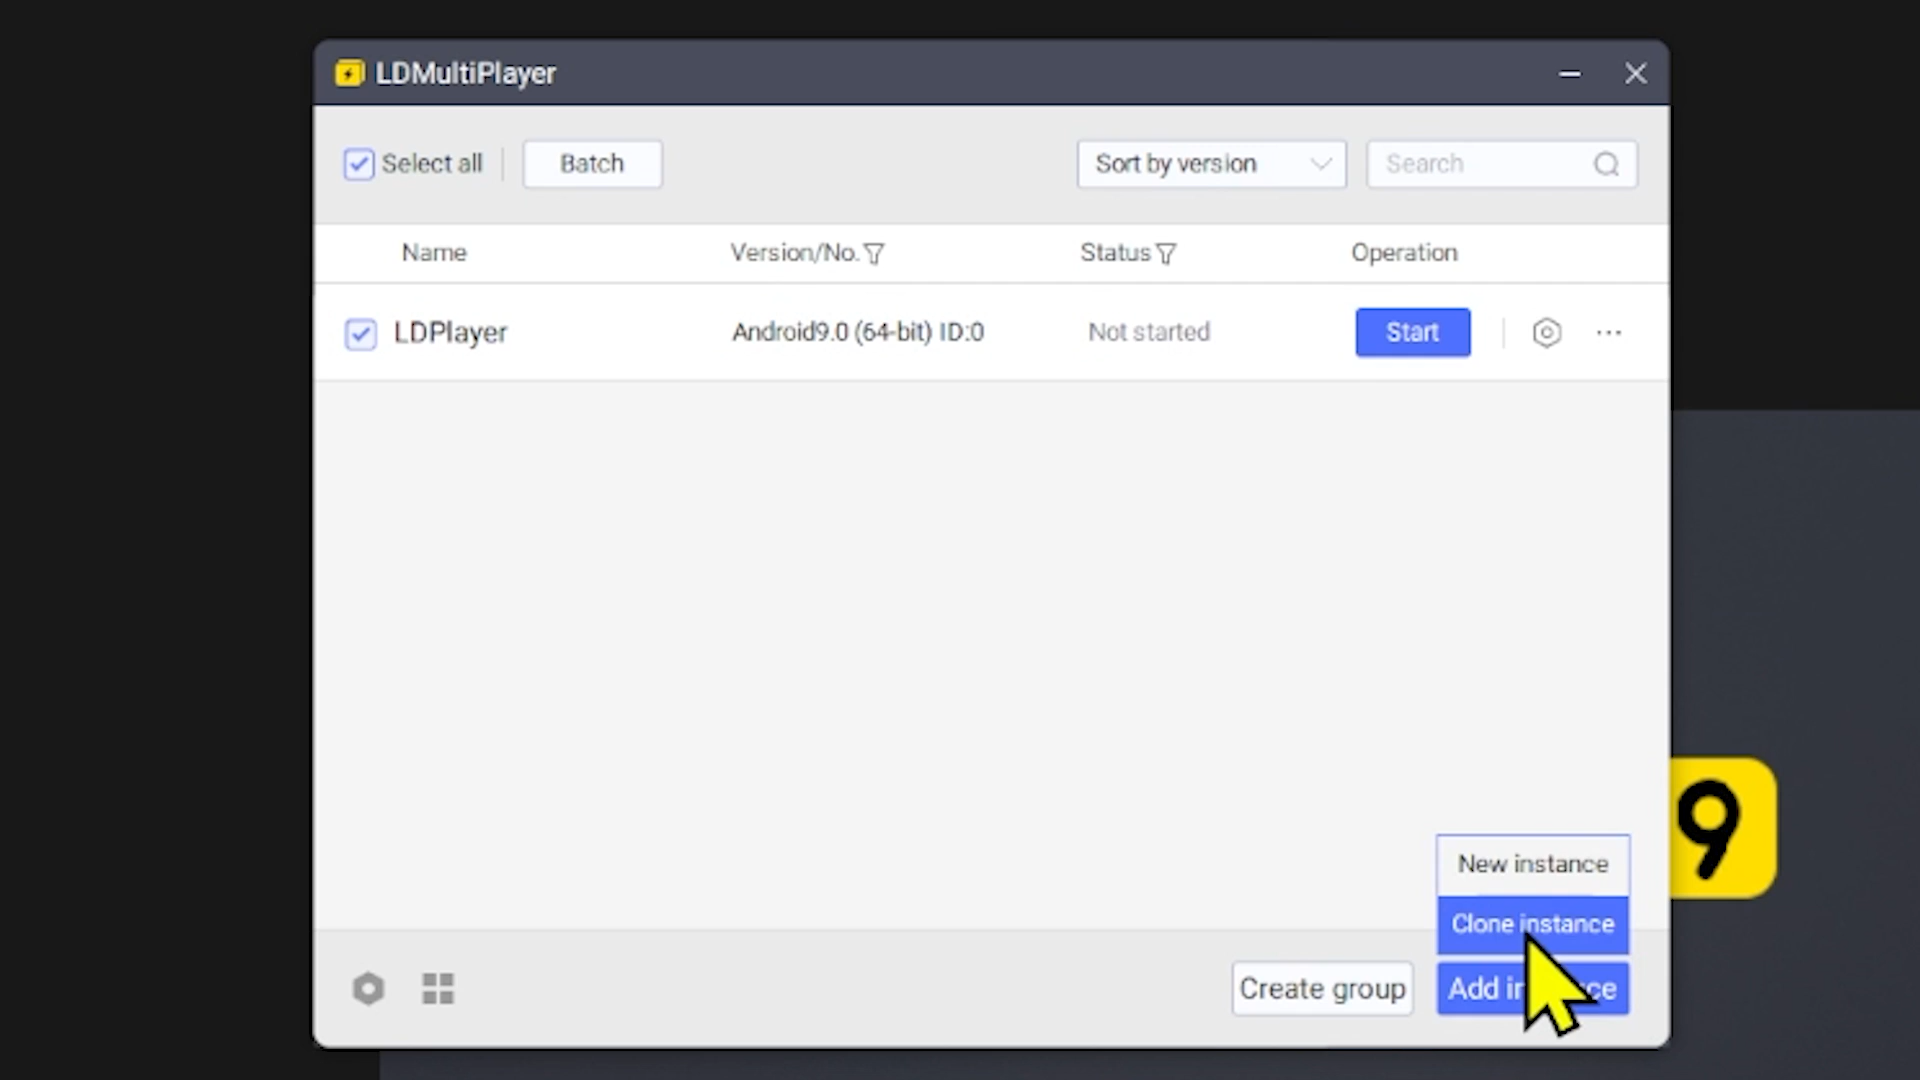 LDMultiPlayer
Select all
Batch
Sort by version
Search
Name Version/No. Status Operation
LDPlayer Android9.0 (64-bit) ID:0 Not started Start
9
New instance
Clone instance
Create group
Add